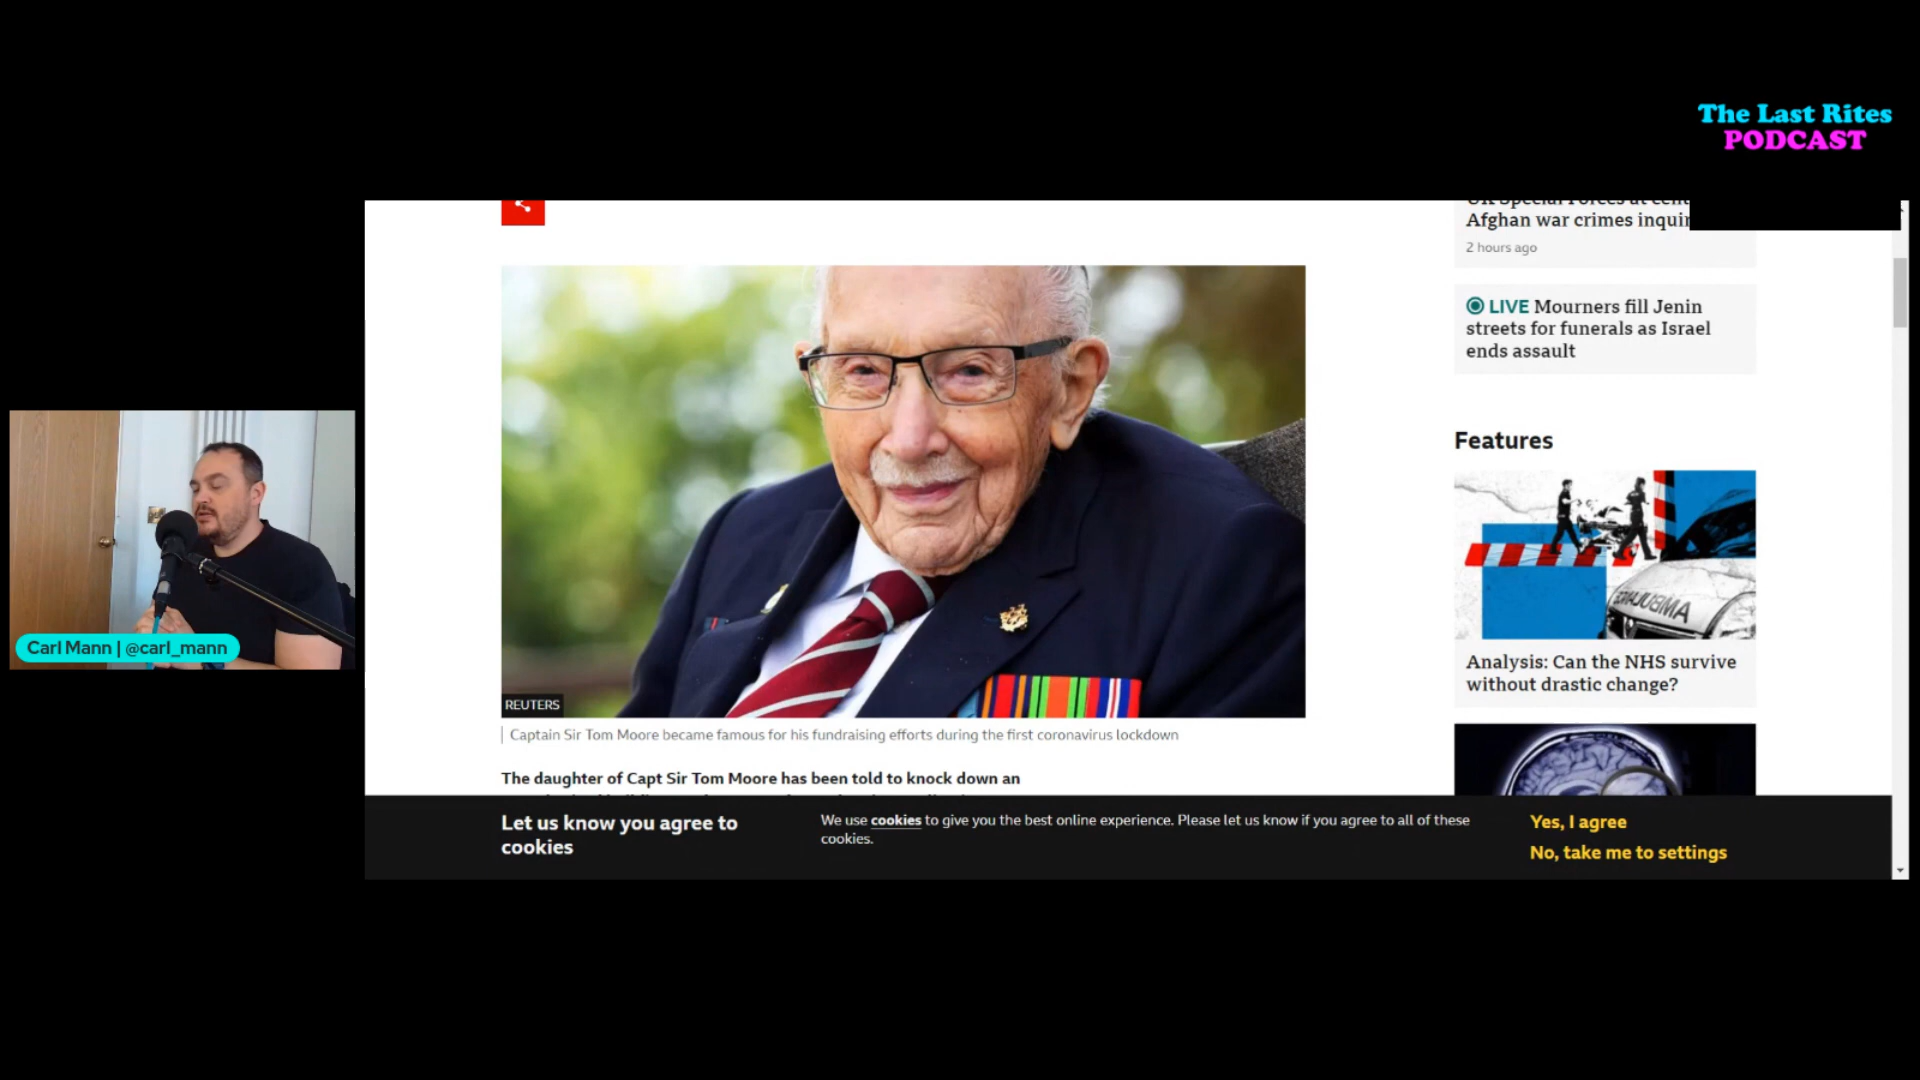 The Last Rites
PODCAST
Afghan war crimes
2 hours ago
LIVE Mourners fill Jenin
streets for funerals as Israel
ends assault
Features
AMBULANCE
Analysis: Can the NHS survive
without drastic change?
REUTERS
Captain Sir Tom Moore became famous for his fundraising efforts during the first coronavirus lockdown
The daughter of Capt Sir Tom Moore has been told to knock down an
Carl Mann | @carl_mann
Let us know you agree to
cookies
We use cookies to give you the best online experience. Please let us know if you agree to all of these
cookies.
Yes, I agree
No, take me to settings